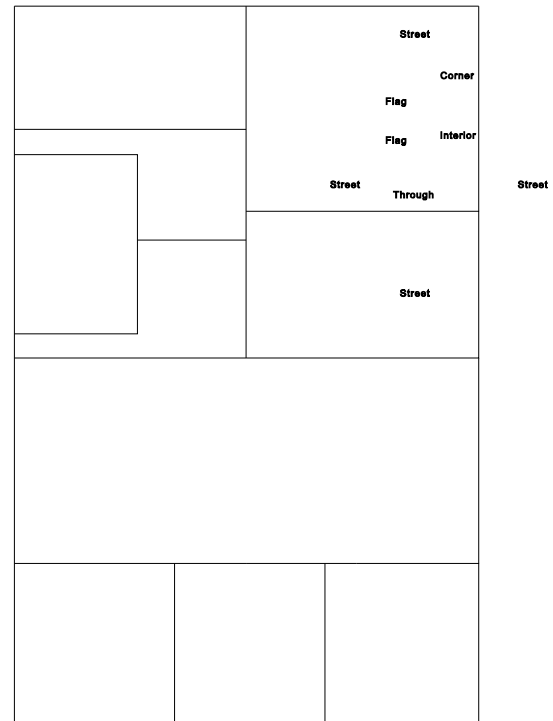 Street
Corner
Flag
Flag
Interior
Street
Through
Street
Street